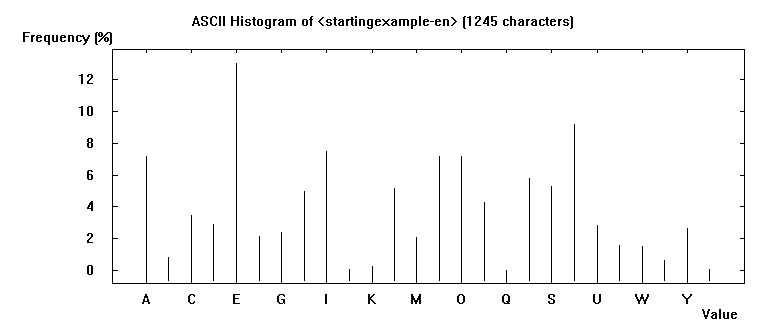 ASCII Histogram of <startingexample-en> (1245 characters)
Frequency (%)
12
10
8
6
4
2
0
A C E G I K M O Q S U W Y
Value